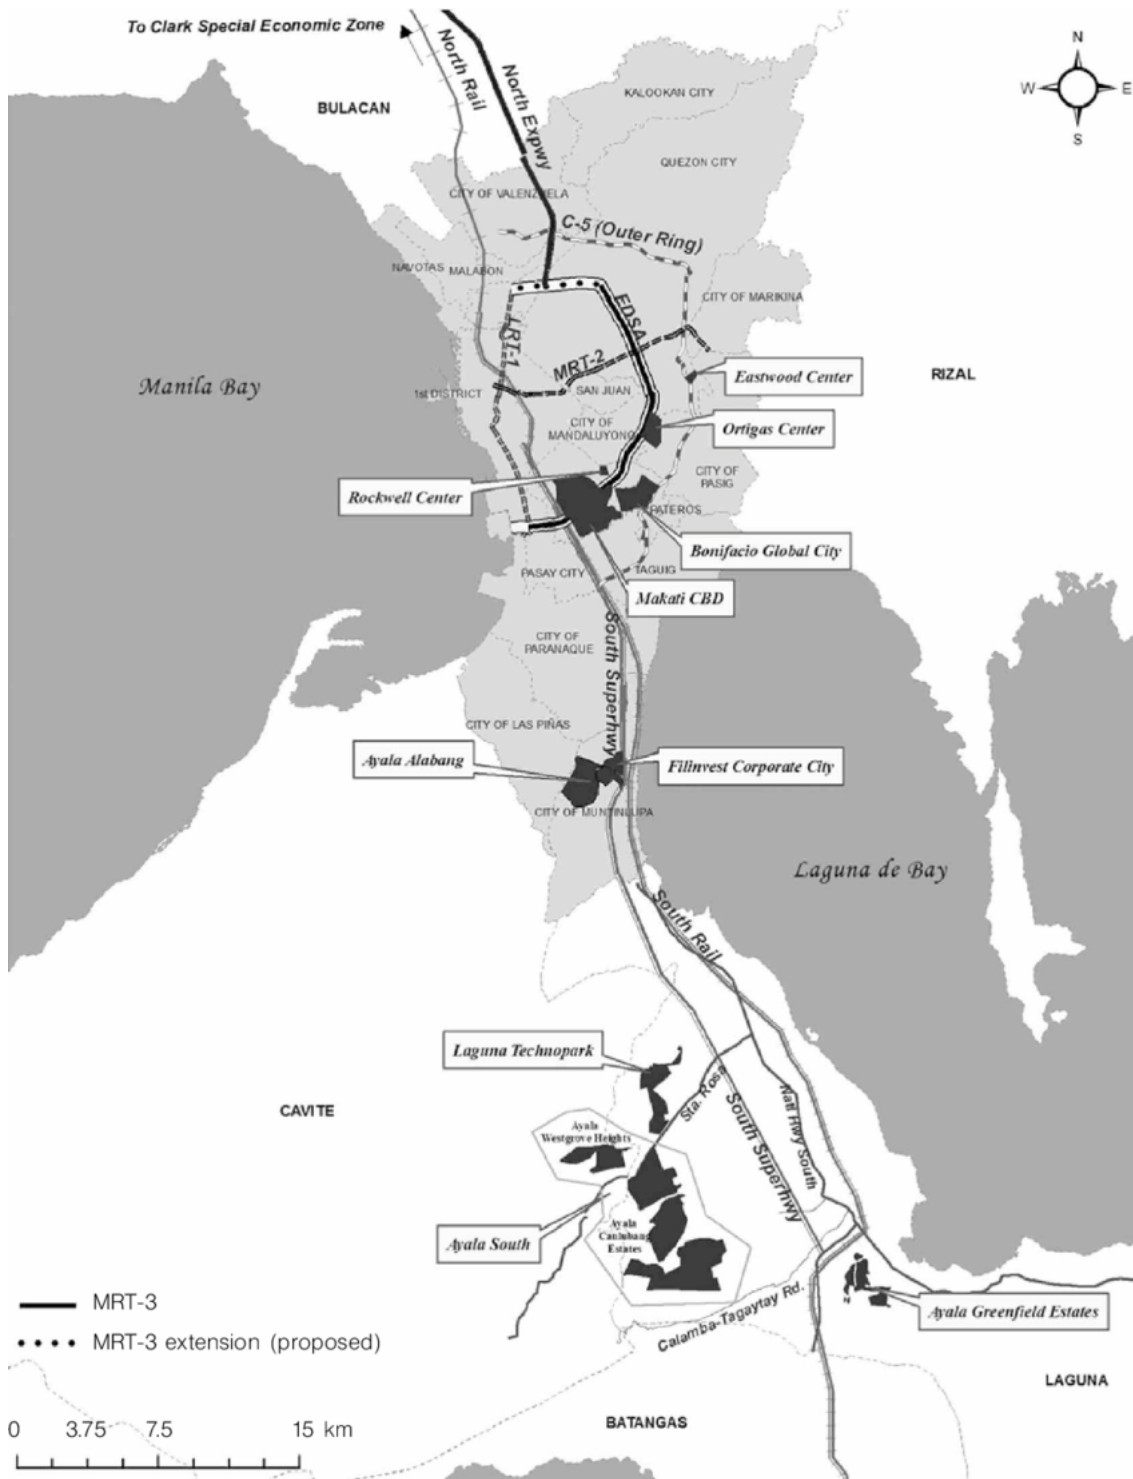 To Clark Special Economic Zone
North Rail
North Expwy
N
W
E
S
BULACAN
KALOOKAN CITY
QUEZON CITY
CITY OF VALENZUELA
C-5 (Outer Ring)
NAVOTAS
MALABON
CITY OF MARIKINA
EDSA
LRT-1
MRT-2
Manila Bay
1st DISTRICT
SAN JUAN
Eastwood Center
RIZAL
CITY OF
MANDALUYONG
Ortigas Center
CITY OF
PASIG
Rockwell Center
PATEROS
Bonifacio Global City
PASAY CITY
TAGUIG
Makati CBD
CITY OF
PARANAQUE
South Superhwy
CITY OF LAS PIÑAS
Ayala Alabang
Filinvest Corporate City
CITY OF MUNTINLUPA
Laguna de Bay
South Rail
Laguna Technopark
Sta. Rosa
CAVITE
Natl Hwy South
South Superhwy
Ayala
Westgrove Heights
Ayala South
Ayala
Canlubang
Estates
Calamba-Tagaytay Rd.
N
Ayala Greenfield Estates
MRT-3
MRT-3 extension (proposed)
LAGUNA
BATANGAS
0 3.75 7.5 15 km